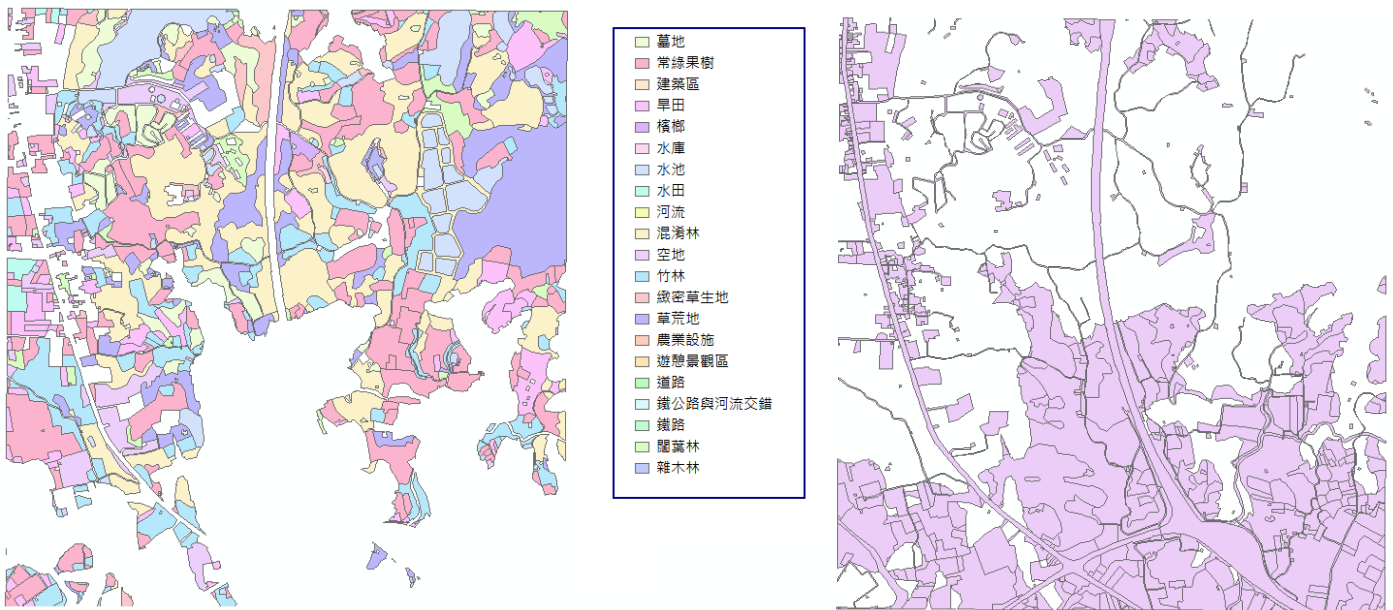 墓地
常綠果樹
建築區
旱田
檳榔
水庫
水池
水田
河流
混淆林
空地
竹林
緻密草生地
草荒地
農業設施
遊憩景觀區
道路
鐵公路與河流交錯
鐵路
闊葉林
雜木林